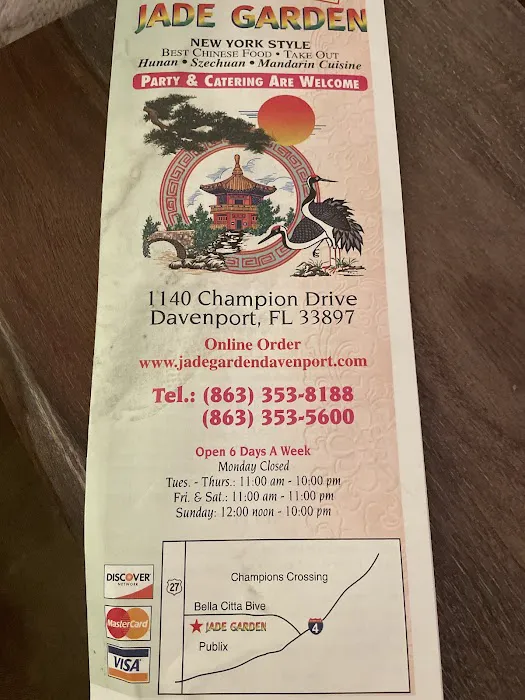 JADE GARDEN
NEW YORK STYLE
BEST CHINESE FOOD • TAKE OUT
Hunan • Szechuan • Mandarin Cuisine
PARTY & CATERING ARE WELCOME
1140 Champion Drive
Davenport, FL 33897
Online Order
www.jadegardendavenport.com
Tel.: (863) 353-8188
(863) 353-5600
Open 6 Days A Week
Monday Closed
Tues. - Thurs.: 11:00 am - 10:00 pm
Fri. & Sat.: 11:00 am - 11:00 pm
Sunday: 12:00 noon - 10:00 pm
DISCOVER
NETWORK
MasterCard
VISA
27
Champions Crossing
Bella Citta Bive
JADE GARDEN
4
Publix